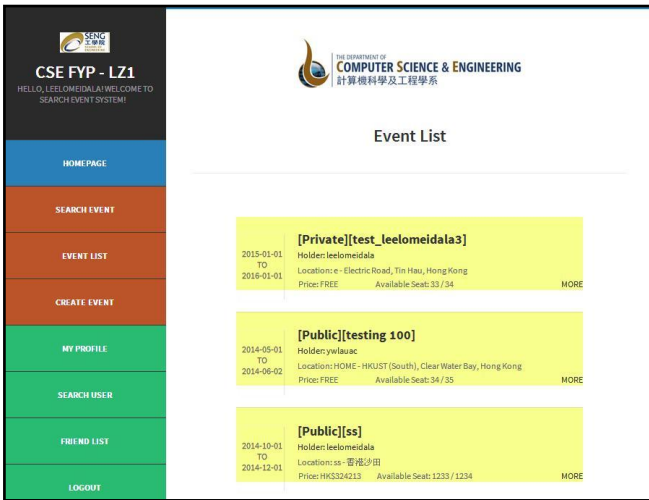 SENG
工學院
CSE FYP - LZ1
HELLO, LEELOMEIDALA! WELCOME TO
SEARCH EVENT SYSTEM!
HOMEPAGE
SEARCH EVENT
EVENT LIST
CREATE EVENT
MY PROFILE
SEARCH USER
FRIEND LIST
LOGOUT
THE DEPARTMENT OF
COMPUTER SCIENCE & ENGINEERING
計算機科學及工程學系
Event List
2015-01-01
TO
2016-01-01
[Private][test_leelomeidala3]
Holder: leelomeidala
Location: e - Electric Road, Tin Hau, Hong Kong
Price: FREE Available Seat: 33 / 34 MORE
2014-05-01
TO
2014-06-02
[Public][testing 100]
Holder: ywlauac
Location: HOME - HKUST (South), Clear Water Bay, Hong Kong
Price: FREE Available Seat: 34 / 35 MORE
2014-10-01
TO
2014-12-01
[Public][ss]
Holder: leelomeidala
Location: ss - 香港沙田
Price: HK$324213 Available Seat: 1233 / 1234 MORE